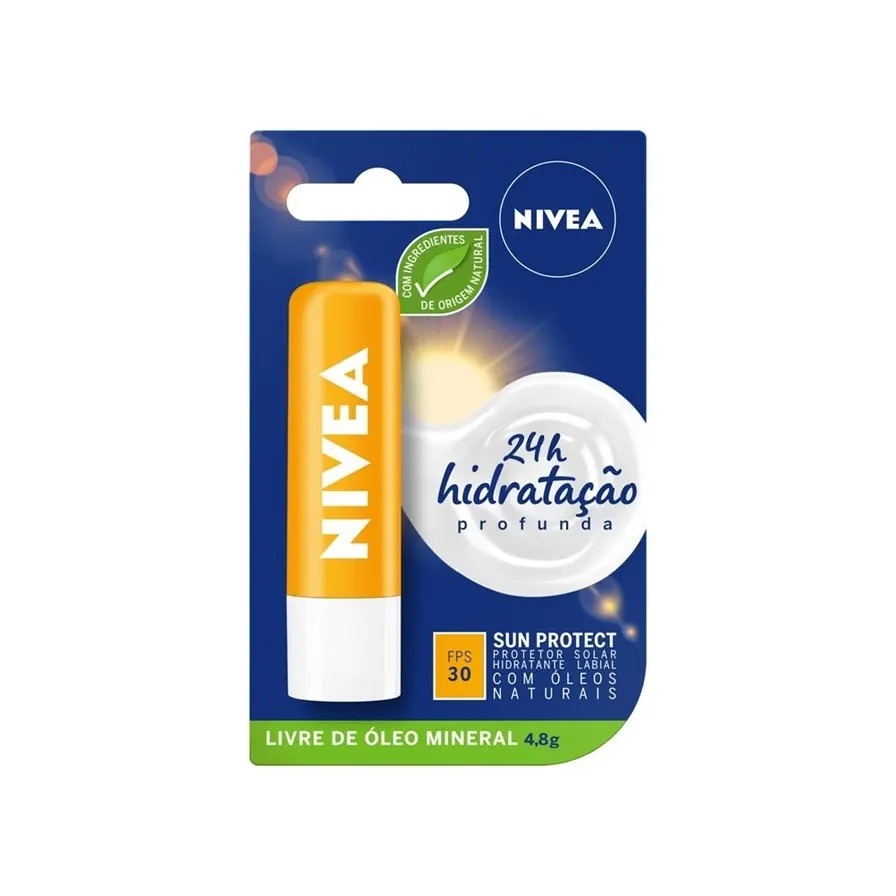 NIVEA
COM INGREDIENTES
DE ORIGEM NATURAL
NIVEA
24h
hidratação
profunda
FPS
30
SUN PROTECT
PROTETOR SOLAR
HIDRATANTE LABIAL
COM ÓLEOS
NATURAIS
LIVRE DE ÓLEO MINERAL 4,8g